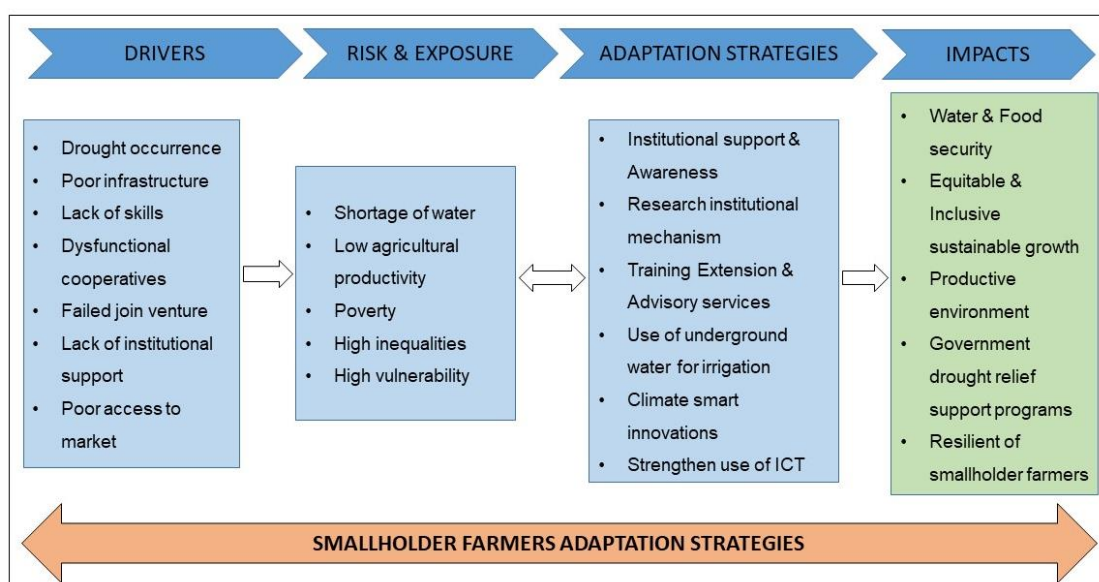 DRIVERS
RISK & EXPOSURE
ADAPTATION STRATEGIES
IMPACTS
• Drought occurrence
• Poor infrastructure
• Lack of skills
• Dysfunctional
cooperatives
• Failed join venture
• Lack of institutional
support
• Poor access to
market
• Shortage of water
• Low agricultural
productivity
• Poverty
• High inequalities
• High vulnerability
• Institutional support &
Awareness
• Research institutional
mechanism
• Training Extension &
Advisory services
• Use of underground
water for irrigation
• Climate smart
innovations
• Strengthen use of ICT
• Water & Food
security
• Equitable &
Inclusive
sustainable growth
• Productive
environment
• Government
drought relief
support programs
• Resilient of
smallholder farmers
SMALLHOLDER FARMERS ADAPTATION STRATEGIES